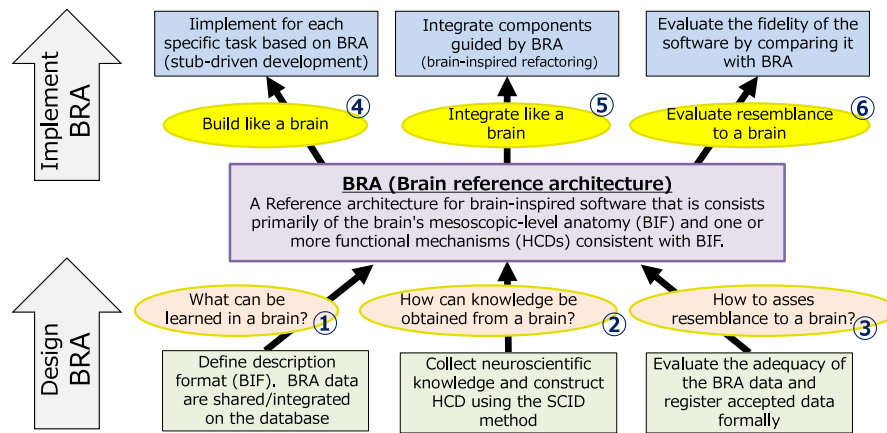 Iimplement for each
specific task based on BRA
(stub-driven development)
Integrate components
guided by BRA
(brain-inspired refactoring)
Evaluate the fidelity of the
software by comparing it
with BRA
Implement
BRA
④
Build like a brain
⑤
Integrate like a
brain
⑥
Evaluate resemblance
to a brain
BRA (Brain reference architecture)
A Reference architecture for brain-inspired software that is consists
primarily of the brain's mesoscopic-level anatomy (BIF) and one or
more functional mechanisms (HCDs) consistent with BIF.
Design
BRA
What can be
learned in a brain?
①
How can knowledge be
obtained from a brain?
②
How to asses
resemblance to a brain?
③
Define description
format (BIF). BRA data
are shared/integrated
on the database
Collect neuroscientific
knowledge and construct
HCD using the SCID
method
Evaluate the adequacy of
the BRA data and
register accepted data
formally